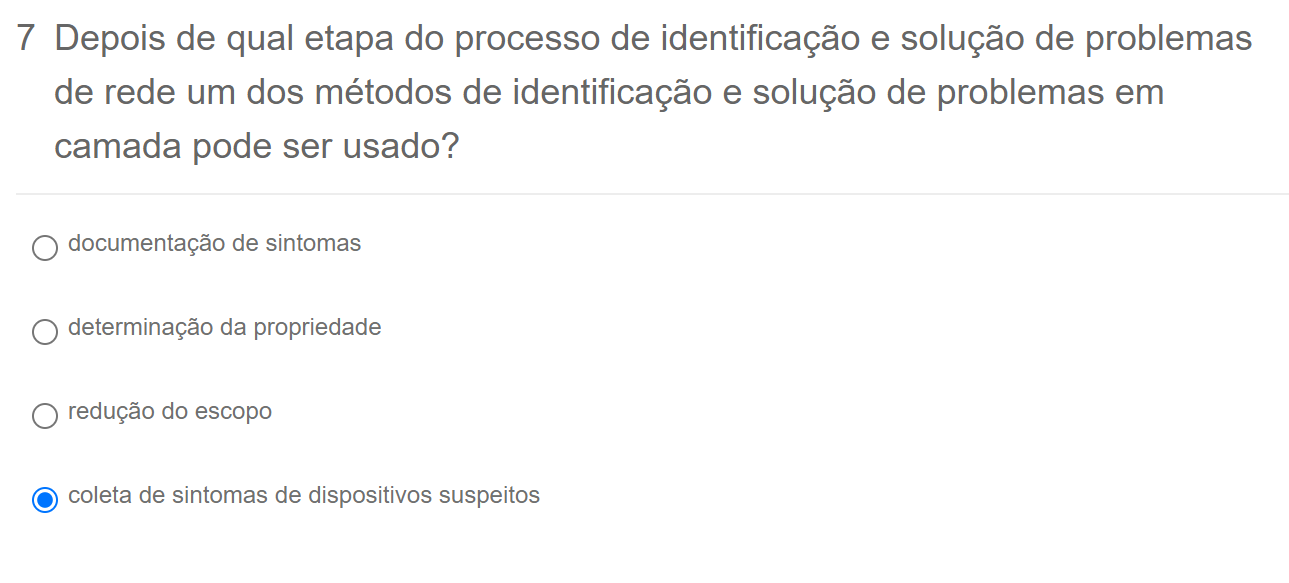 7 Depois de qual etapa do processo de identificação e solução de problemas
de rede um dos métodos de identificação e solução de problemas em
camada pode ser usado?
documentação de sintomas
determinação da propriedade
redução do escopo
coleta de sintomas de dispositivos suspeitos